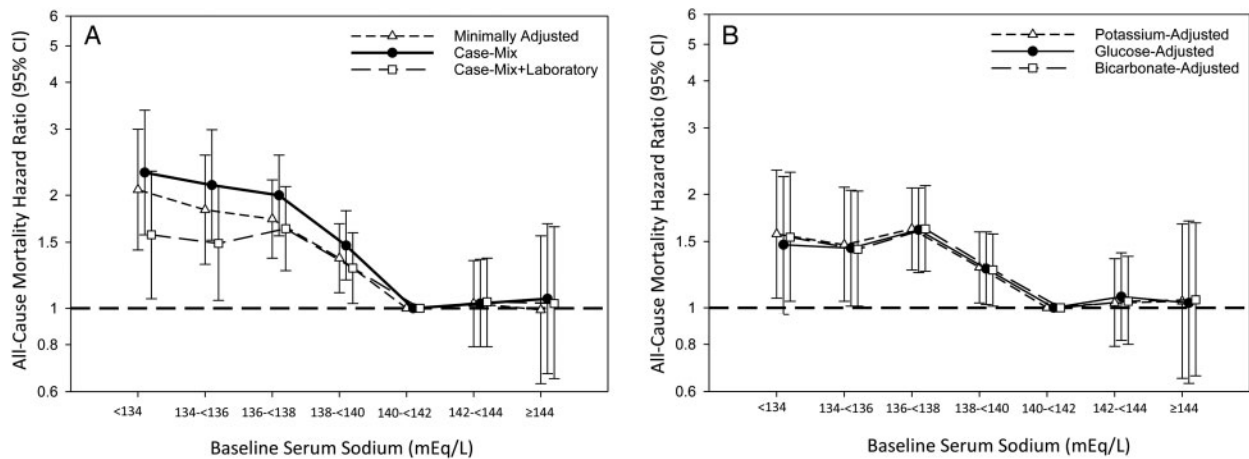 A
Minimally Adjusted
Case-Mix
Case-Mix+Laboratory
All-Cause Mortality Hazard Ratio (95% CI)
6
5
4
3
2
1.5
1
0.8
0.6
<134
134-<136
136-<138
138-<140
140-<142
142-<144
≥144
Baseline Serum Sodium (mEq/L)
B
Potassium-Adjusted
Glucose-Adjusted
Bicarbonate-Adjusted
All-Cause Mortality Hazard Ratio (95% CI)
6
5
4
3
2
1.5
1
0.8
0.6
<134
134-<136
136-<138
138-<140
140-<142
142-<144
≥144
Baseline Serum Sodium (mEq/L)